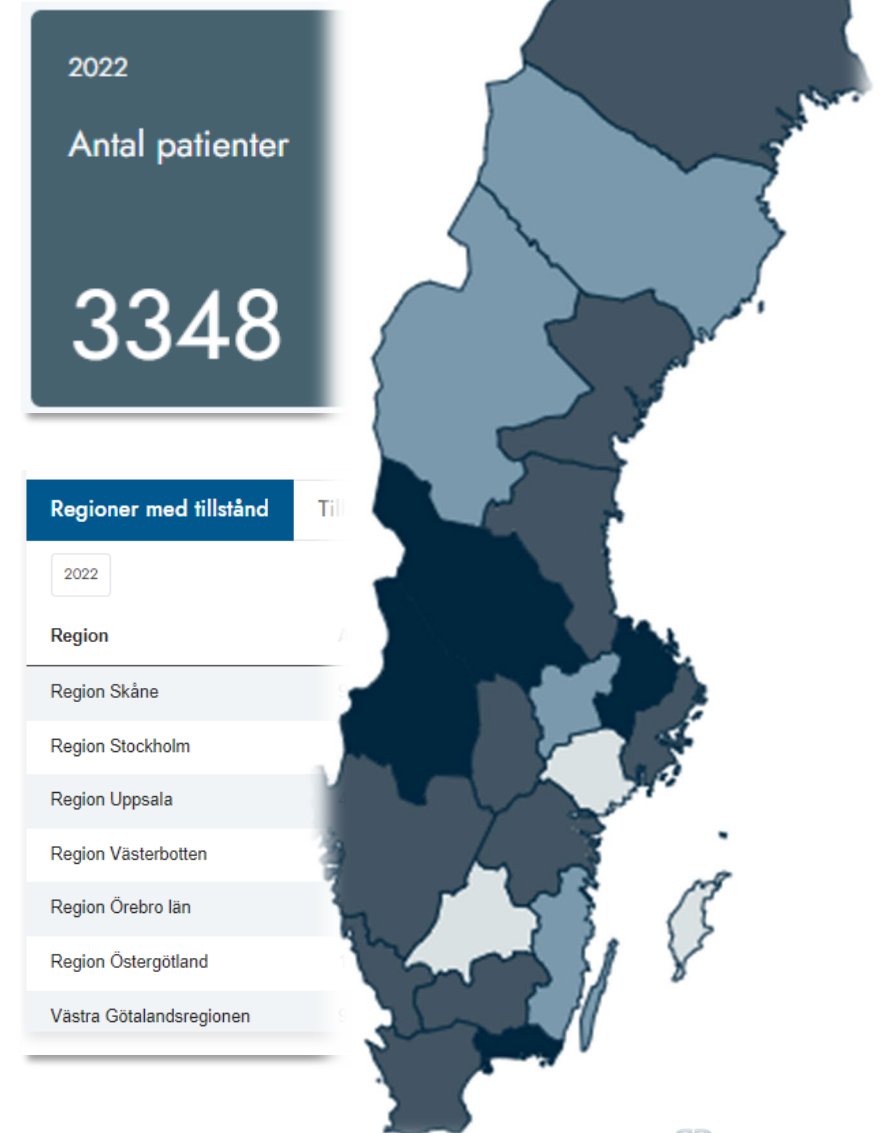 2022
Antal patienter
3348
Regioner med tillstånd
2022
Region
Region Skåne
Region Stockholm
Region Uppsala
Region Västerbotten
Region Örebro län
Region Östergötland
Västra Götalandsregionen